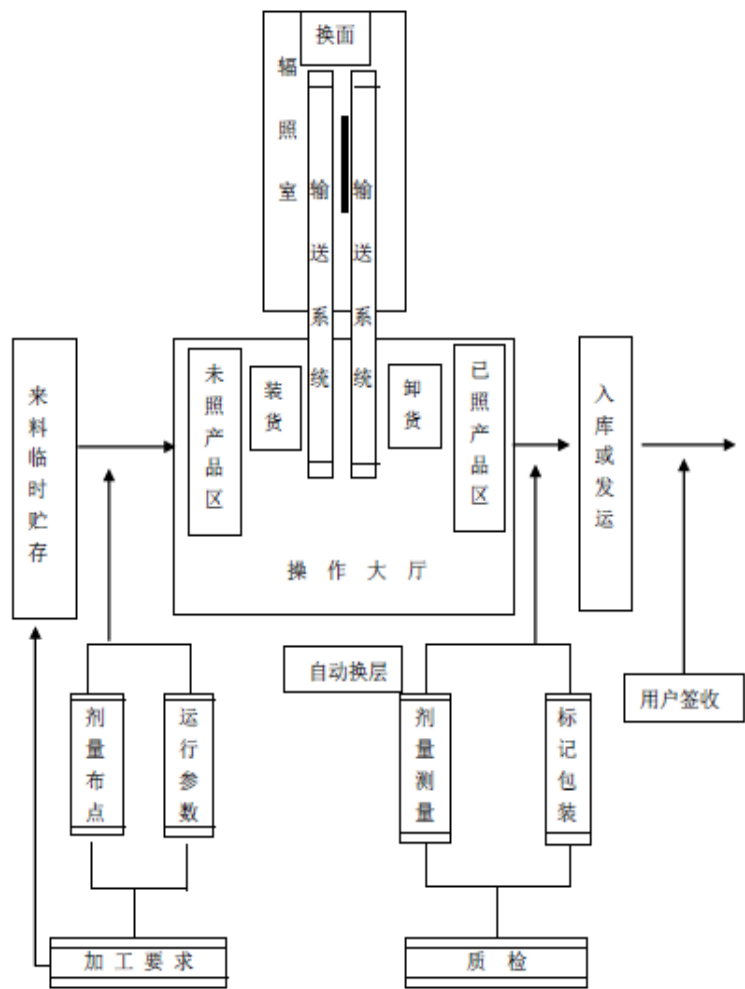 换面
辐照室
输送系统
输送系统
来料临时贮存
未照产品区
装货
卸货
已照产品区
入库或发运
操作大厅
自动换层
用户签收
剂量布点
运行参数
剂量测量
标记包装
加工要求
质检